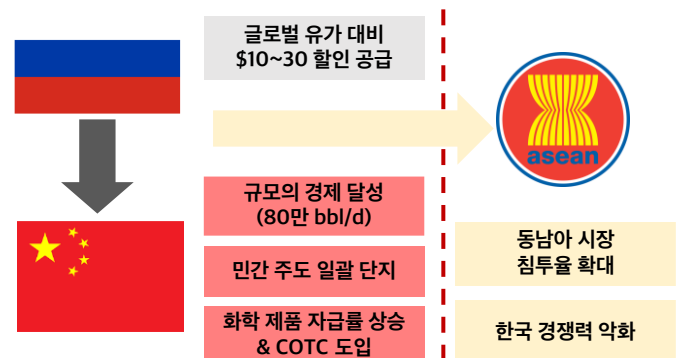 글로벌 유가 대비
$10~30 할인 공급
asean
규모의 경제 달성
(80만 bbl/d)
민간 주도 일괄 단지
화학 제품 자급률 상승
& COTC 도입
동남아 시장
침투율 확대
한국 경쟁력 악화